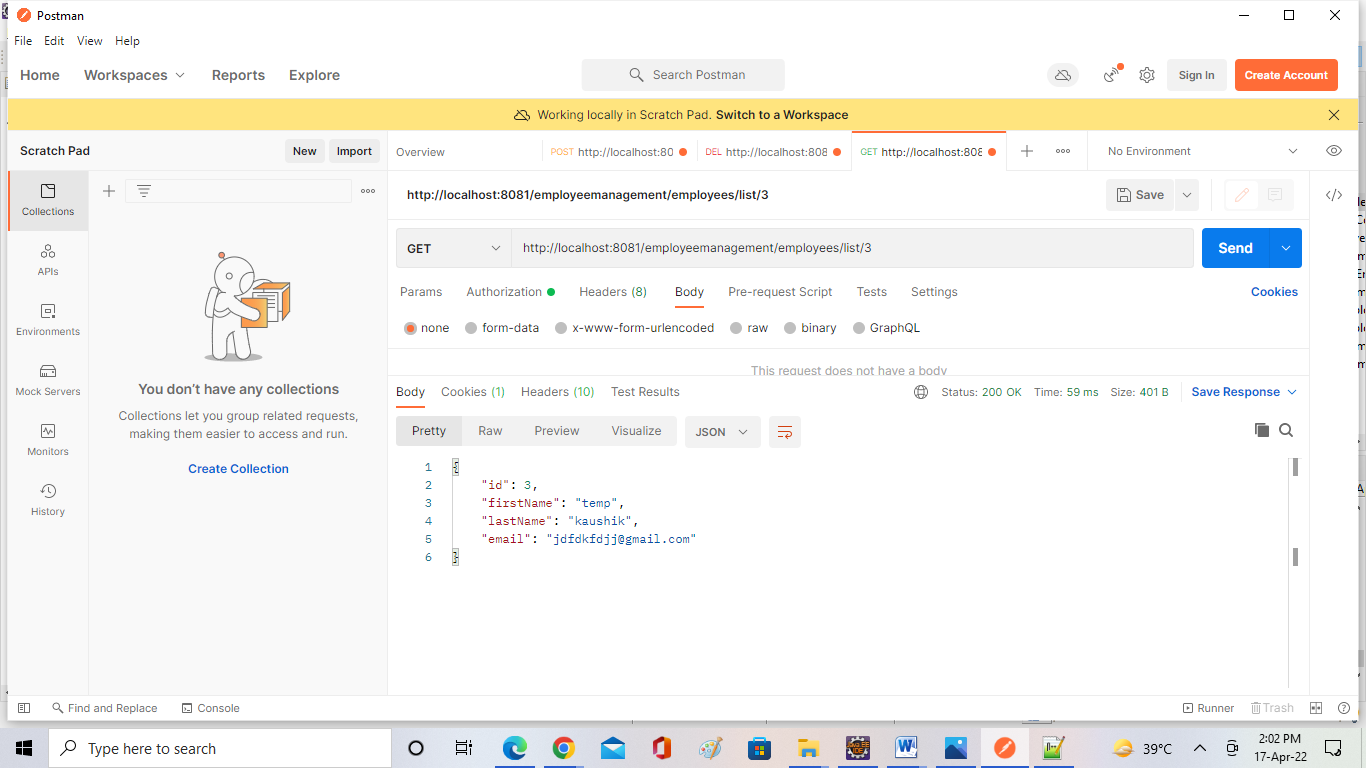 Postman
File Edit View Help
Home Workspaces Reports Explore Search Postman Sign In Create Account
Working locally in Scratch Pad. Switch to a Workspace
Scratch Pad New Import Overview POST http://localhost:80 DEL http://localhost:808 GET http://localhost:808 No Environment
Collections
APIs
Environments
Mock Servers
Monitors
History
You don't have any collections
Collections let you group related requests,
making them easier to access and run.
Create Collection
http://localhost:8081/employeemanagement/employees/list/3 Save
GET http://localhost:8081/employeemanagement/employees/list/3 Send
Params Authorization Headers (8) Body Pre-request Script Tests Settings Cookies
none form-data x-www-form-urlencoded raw binary GraphQL
This request does not have a body
Body Cookies (1) Headers (10) Test Results Status: 200 OK Time: 59 ms Size: 401 B Save Response
Pretty Raw Preview Visualize JSON
1 {
2 "id": 3,
3 "firstName": "temp",
4 "lastName": "kaushik",
5 "email": "jdfdkfdjj@gmail.com"
6 }
Find and Replace Console Runner Trash
Type here to search 39°C 2:02 PM
17-Apr-22